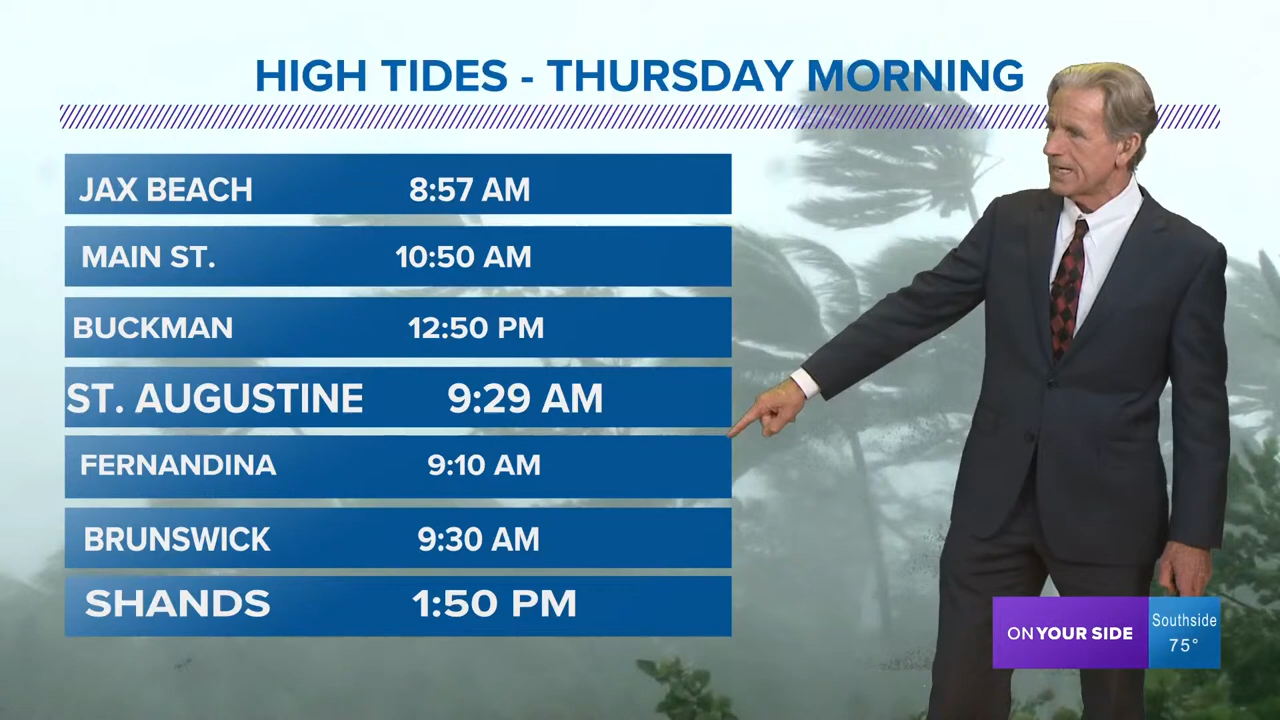 HIGH TIDES - THURSDAY MORNING
JAX BEACH 8:57 AM
MAIN ST. 10:50 AM
BUCKMAN 12:50 PM
ST. AUGUSTINE 9:29 AM
FERNANDINA 9:10 AM
BRUNSWICK 9:30 AM
SHANDS 1:50 PM
ON YOUR SIDE
Southside
75°